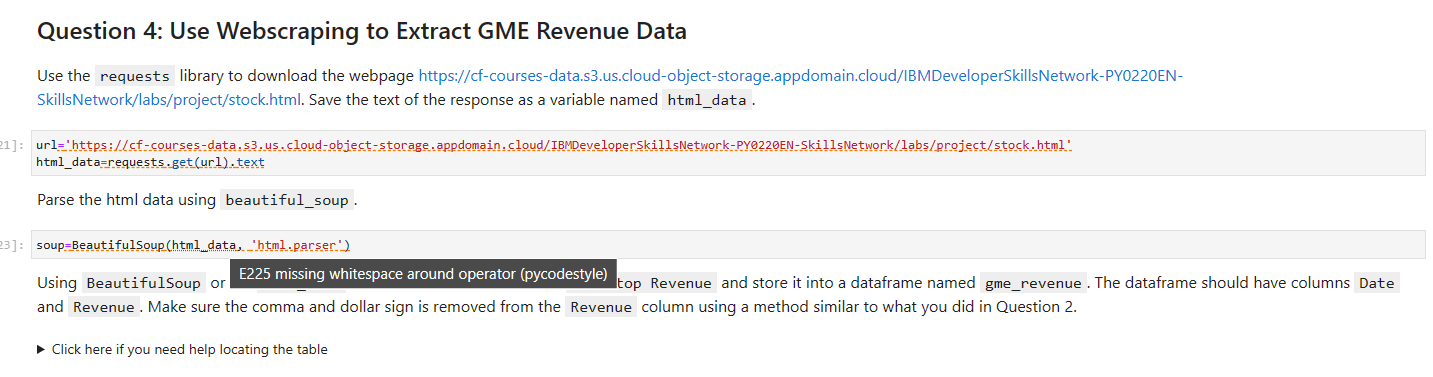 Question 4: Use Webscraping to Extract GME Revenue Data
Use the requests library to download the webpage https://cf-courses-data.s3.us.cloud-object-storage.appdomain.cloud/IBMDeveloperSkillsNetwork-PY0220EN-
SkillsNetwork/labs/project/stock.html. Save the text of the response as a variable named html_data.
21]: url='https://cf-courses-data.s3.us.cloud-object-storage.appdomain.cloud/IBMDeveloperSkillsNetwork-PY0220EN-SkillsNetwork/labs/project/stock.html'
html_data=requests.get(url).text
Parse the html data using beautiful_soup.
23]: soup=BeautifulSoup(html_data, 'html.parser')
E225 missing whitespace around operator (pycodestyle)
Using BeautifulSoup or top Revenue and store it into a dataframe named gme_revenue. The dataframe should have columns Date
and Revenue. Make sure the comma and dollar sign is removed from the Revenue column using a method similar to what you did in Question 2.
Click here if you need help locating the table